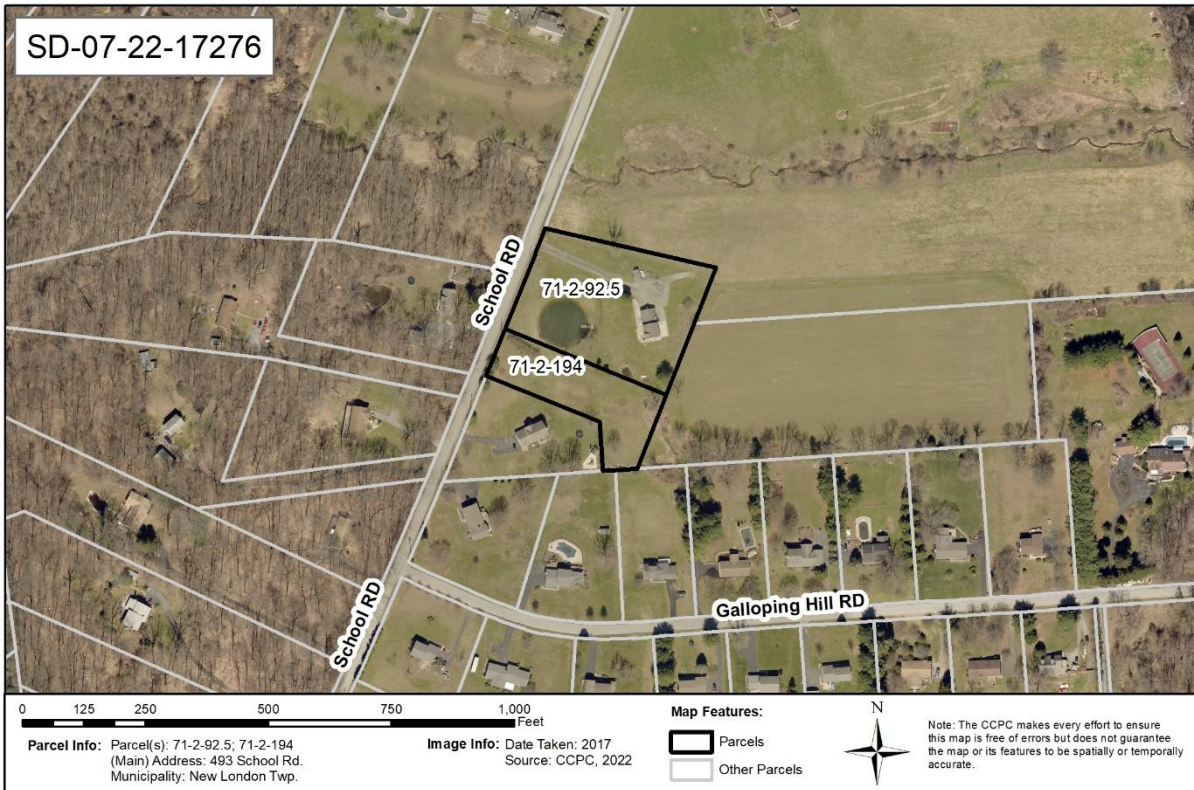 SD-07-22-17276
School RD
71-2-92.5
71-2-194
Galloping Hill RD
School RD
0 125 250 500 750 1,000
Feet
Parcel Info: Parcel(s): 71-2-92.5; 71-2-194
(Main) Address: 493 School Rd.
Municipality: New London Twp.
Image Info: Date Taken: 2017
Source: CCPC, 2022
Map Features:
Parcels
Other Parcels
N
Note: The CCPC makes every effort to ensure
this map is free of errors but does not guarantee
the map or its features to be spatially or temporally
accurate.